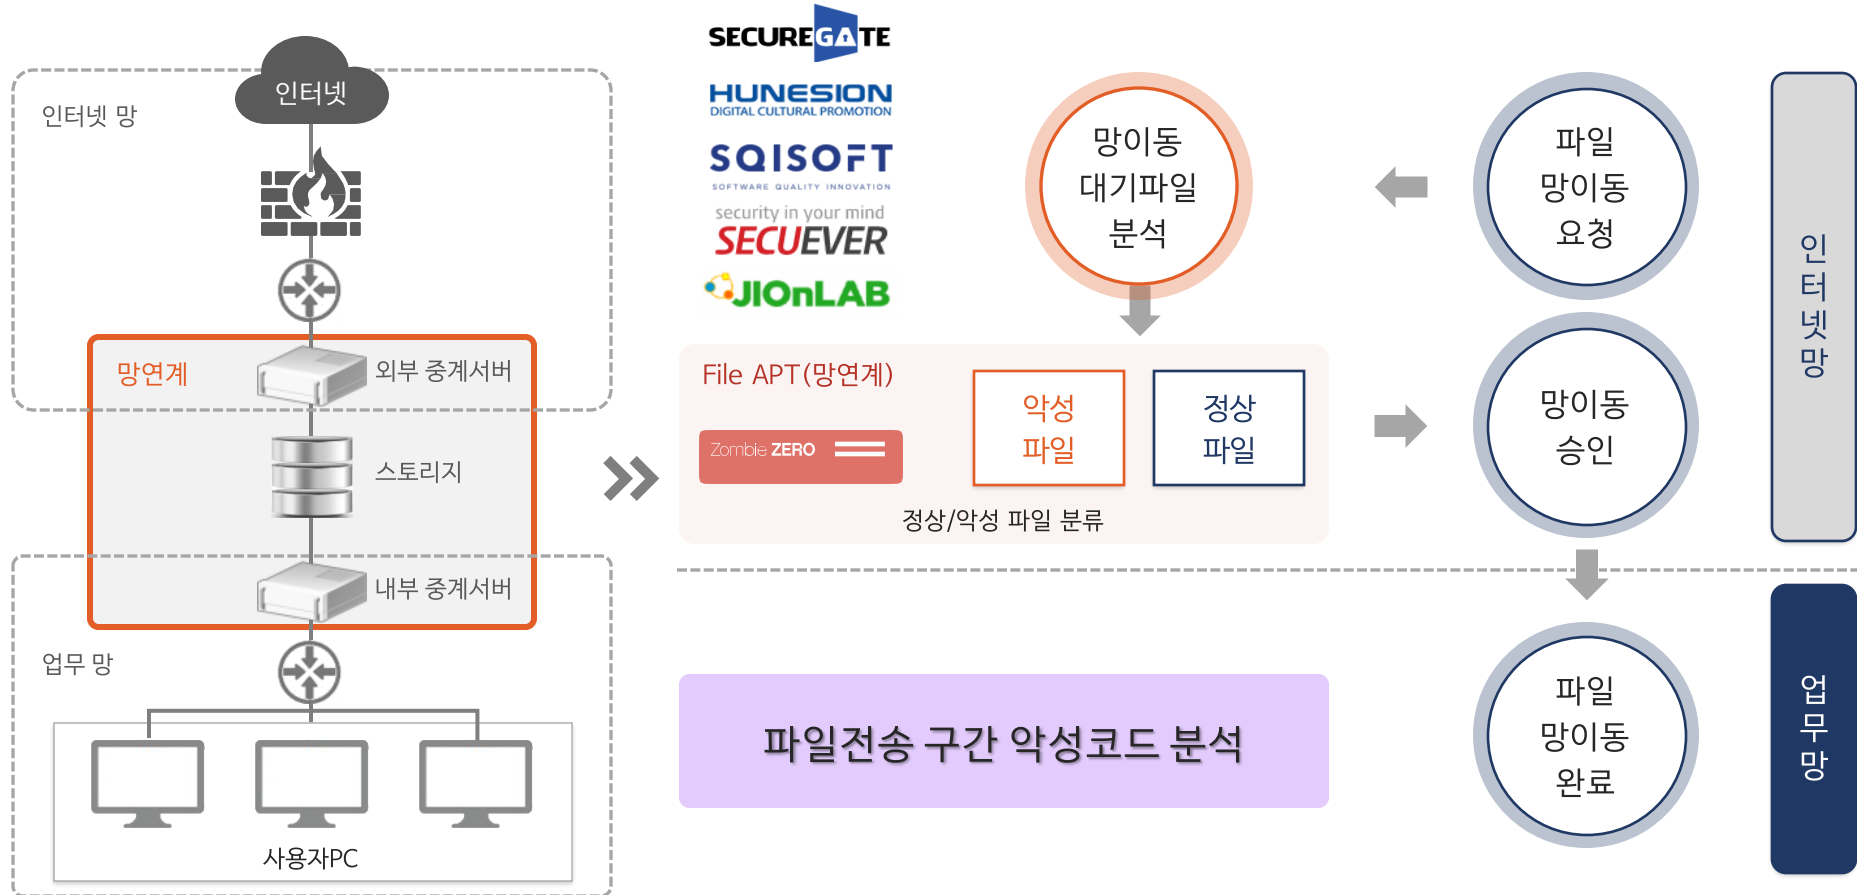 인터넷
인터넷 망
망연계
외부 중계서버
스토리지
내부 중계서버
업무 망
사용자PC
SECUREGATE
HUNESION
DIGITAL CULTURAL PROMOTION
SQISOFT
SOFTWARE QUALITY INNOVATION
security in your mind
SECUEVER
JIOnLAB
망이동
대기파일
분석
파일
망이동
요청
File APT(망연계)
Zombie ZERO
악성
파일
정상
파일
정상/악성 파일 분류
망이동
승인
인
터
넷
망
파일전송 구간 악성코드 분석
파일
망이동
완료
업
무
망